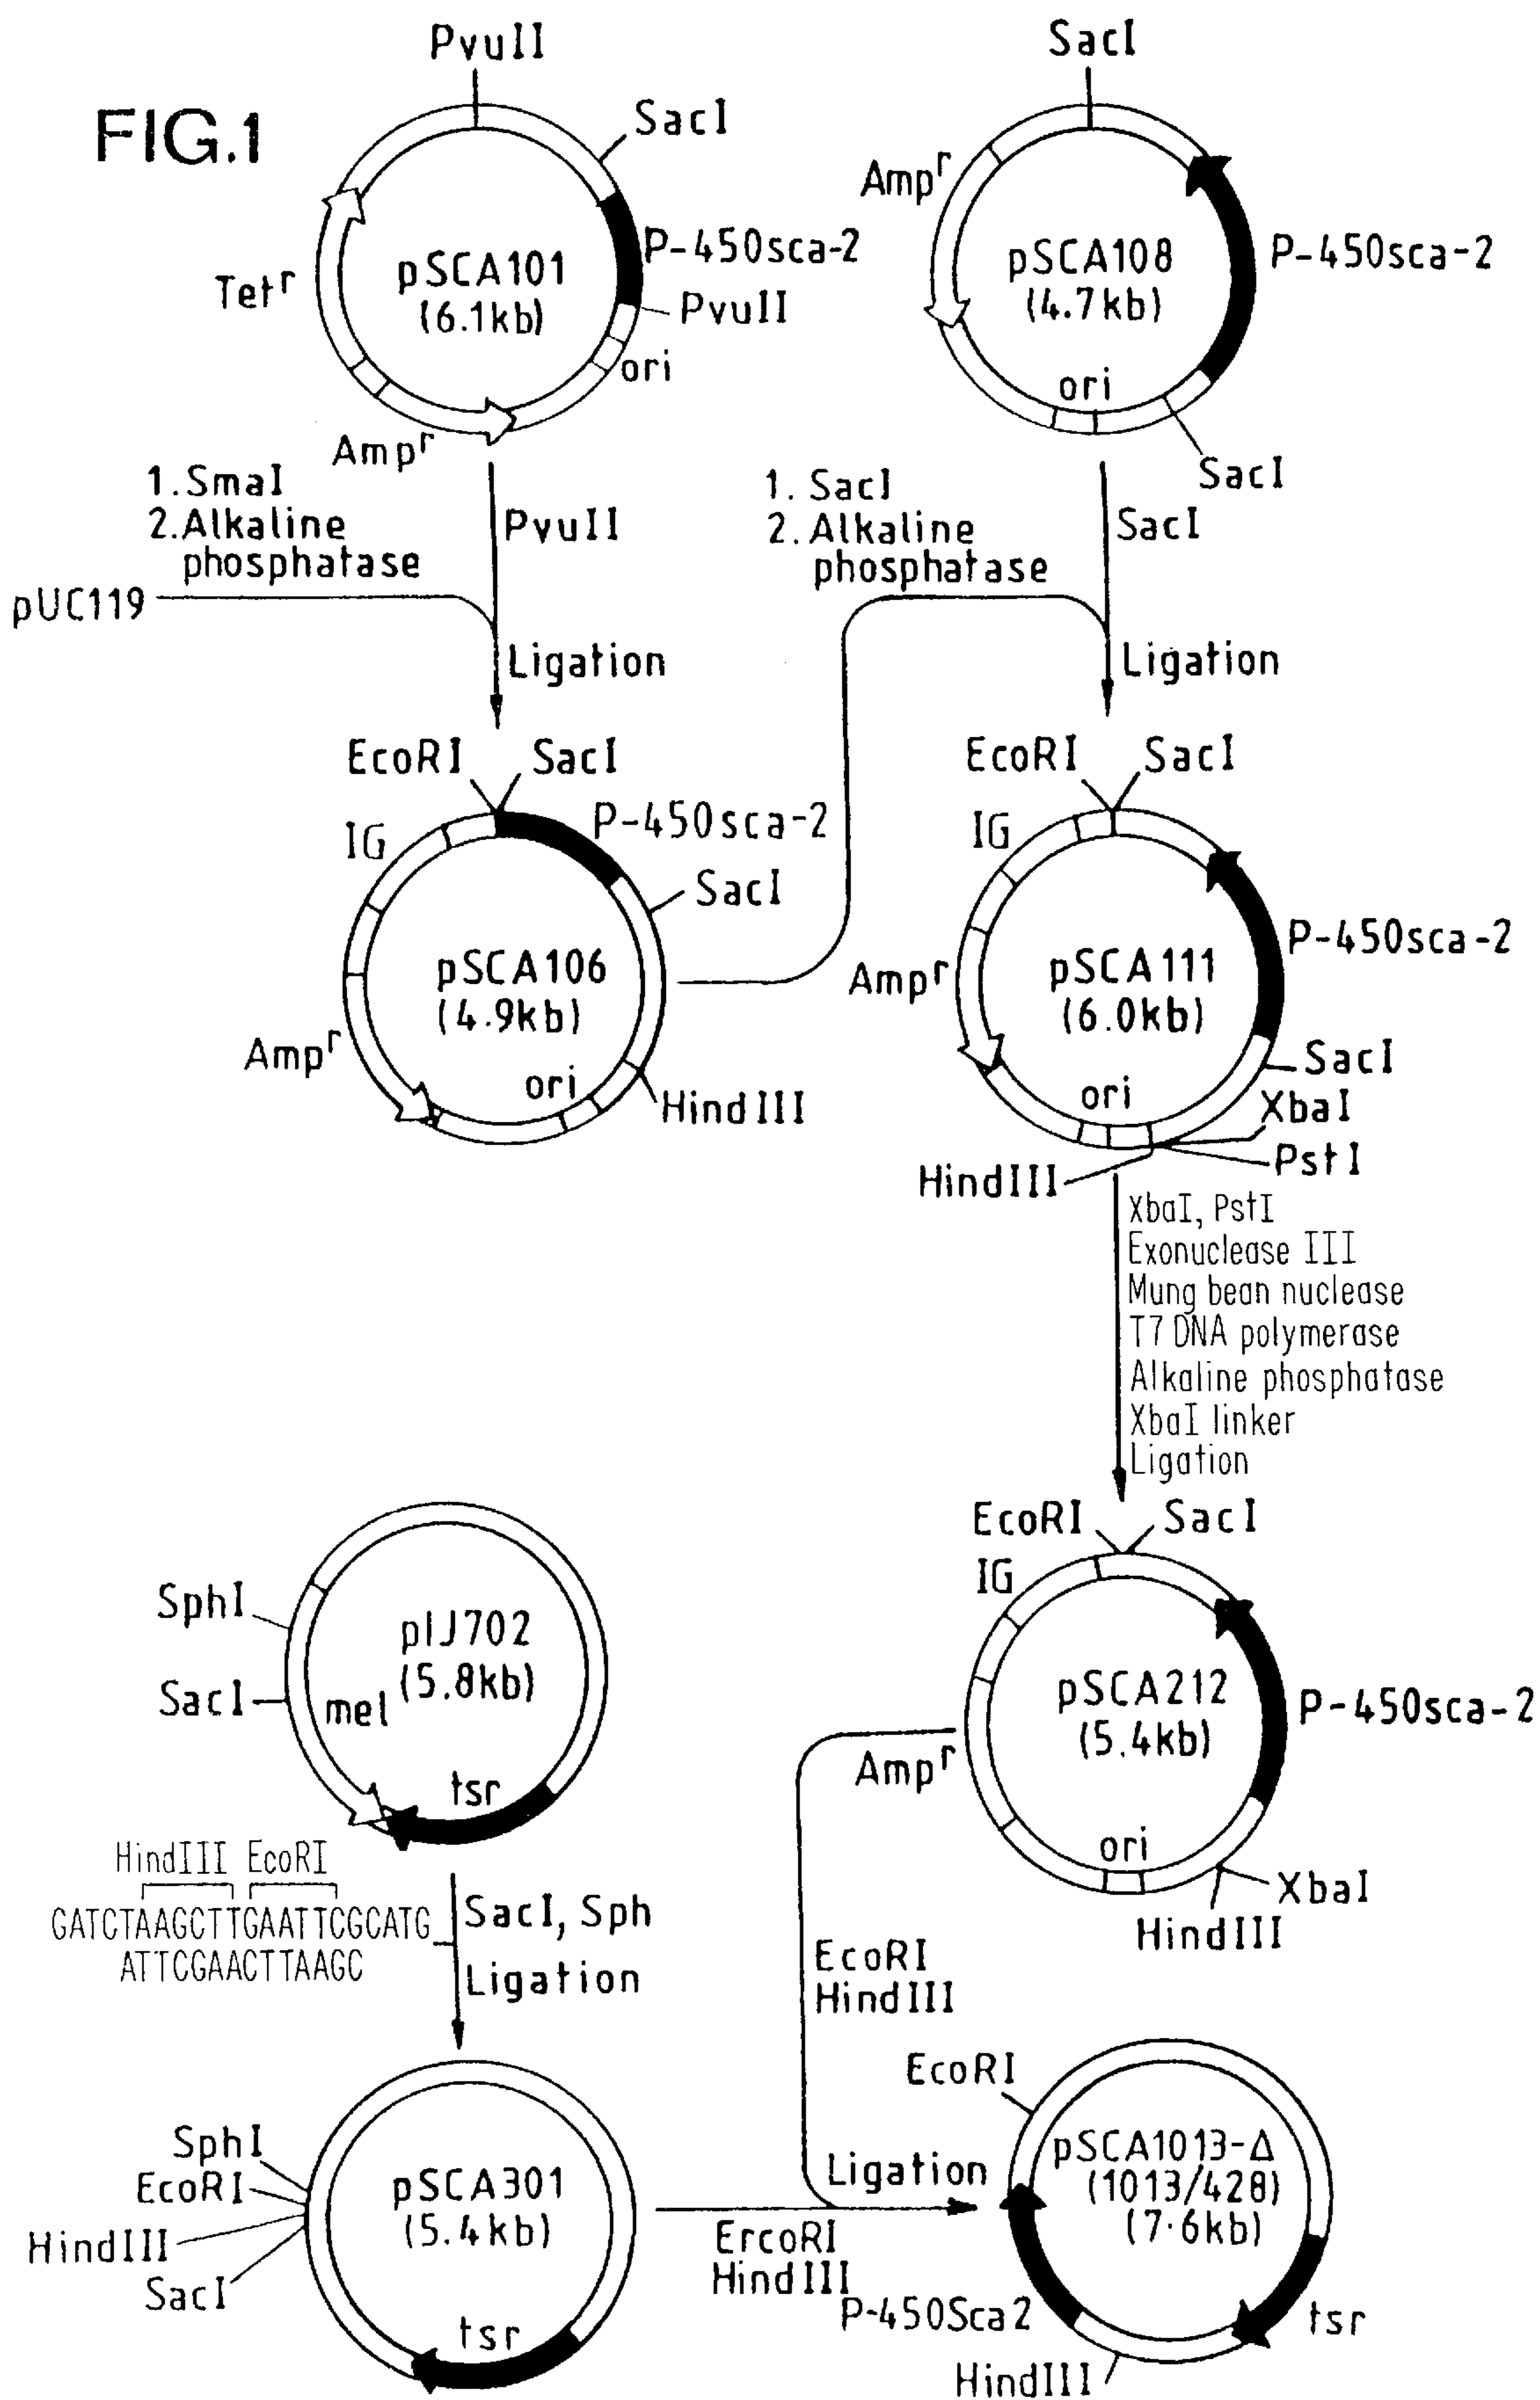 FIG.1
PvuII
SacI
P-450sca-2
PvuII
ori
Ampr
Tetr
pSCA101
(6.1kb)
SacI
Ampr
pSCA108
(4.7kb)
P-450sca-2
ori
SacI
1. SmaI
2. Alkaline
phosphatase
pUC119
PvuII
Ligation
1. SacI
2. Alkaline
phosphatase
SacI
Ligation
EcoRI
SacI
IG
P-450sca-2
SacI
pSCA106
(4.9kb)
Ampr
ori
HindIII
EcoRI
SacI
IG
P-450sca-2
Ampr
pSCA111
(6.0kb)
SacI
ori
XbaI
PstI
HindIII
XbaI, PstI
Exonuclease III
Mung bean nuclease
T7 DNA polymerase
Alkaline phosphatase
XbaI linker
Ligation
EcoRI
SacI
IG
pSCA212
(5.4kb)
P-450sca-2
Ampr
ori
XbaI
HindIII
SphI
pIJ702
(5.8kb)
SacI
mel
tsr
HindIII EcoRI
GATCTAAGCTTGAATTCGCATG
ATTCGAACTTAAGC
SacI, Sph
Ligation
EcoRI
HindIII
SphI
EcoRI
HindIII
SacI
pSCA301
(5.4kb)
tsr
Ligation
ErcoRI
HindIII
EcoRI
pSCA1013-Δ
(1013/428)
(7·6kb)
P-450Sca2
tsr
HindIII